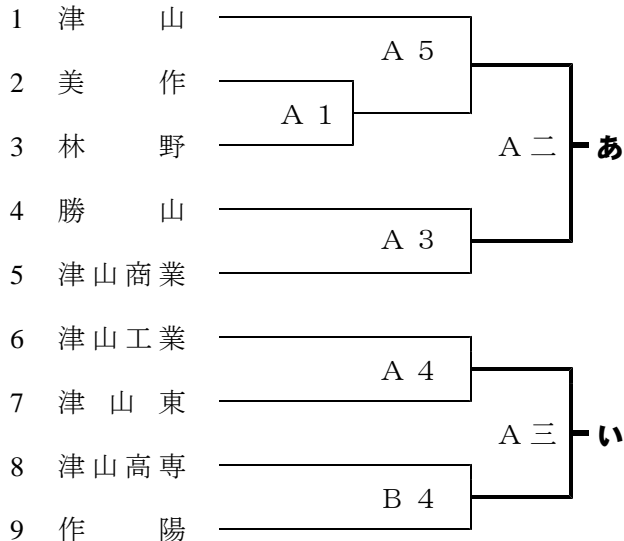 1 津山
A 5
2 美作
A 1
3 林野
A 二 あ
4 勝山
A 3
5 津山商業
6 津山工業
A 4
7 津山東
A 三 い
8 津山高専
B 4
9 作陽